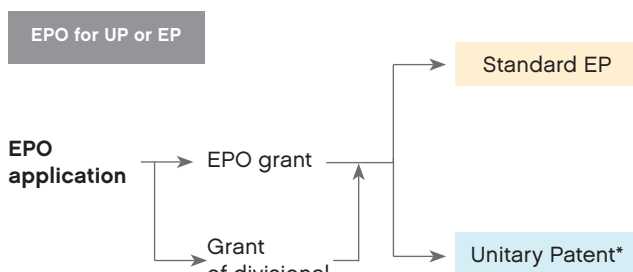 EPO for UP or EP
Standard EP
EPO
application
EPO grant
Grant
of divisional
Unitary Patent*